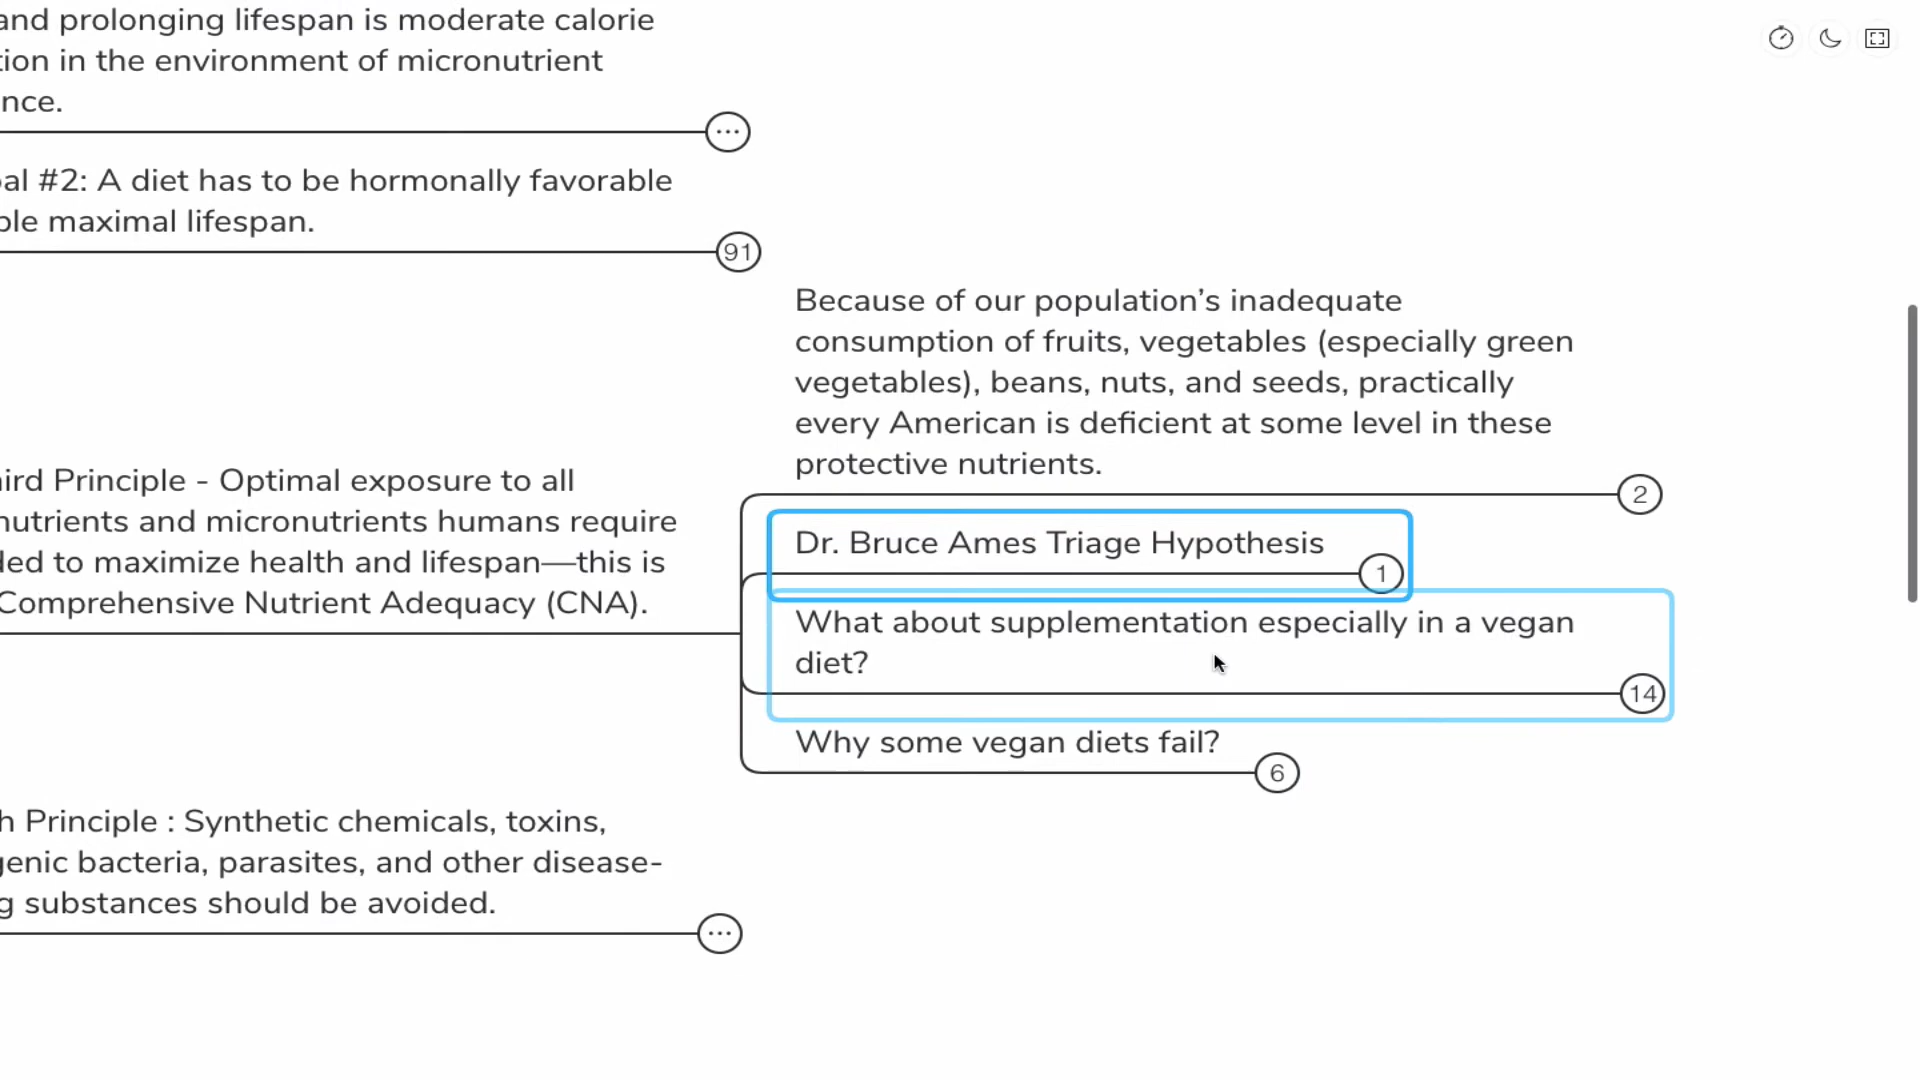 and prolonging lifespan is moderate calorie
tion in the environment of micronutrient
nce.
al #2: A diet has to be hormonally favorable
ble maximal lifespan.
91
Because of our population’s inadequate
consumption of fruits, vegetables (especially green
vegetables), beans, nuts, and seeds, practically
every American is deficient at some level in these
protective nutrients.
2
ird Principle - Optimal exposure to all
nutrients and micronutrients humans require
ded to maximize health and lifespan—this is
Comprehensive Nutrient Adequacy (CNA).
Dr. Bruce Ames Triage Hypothesis
1
What about supplementation especially in a vegan
diet?
14
Why some vegan diets fail?
6
h Principle : Synthetic chemicals, toxins,
genic bacteria, parasites, and other disease-
g substances should be avoided.